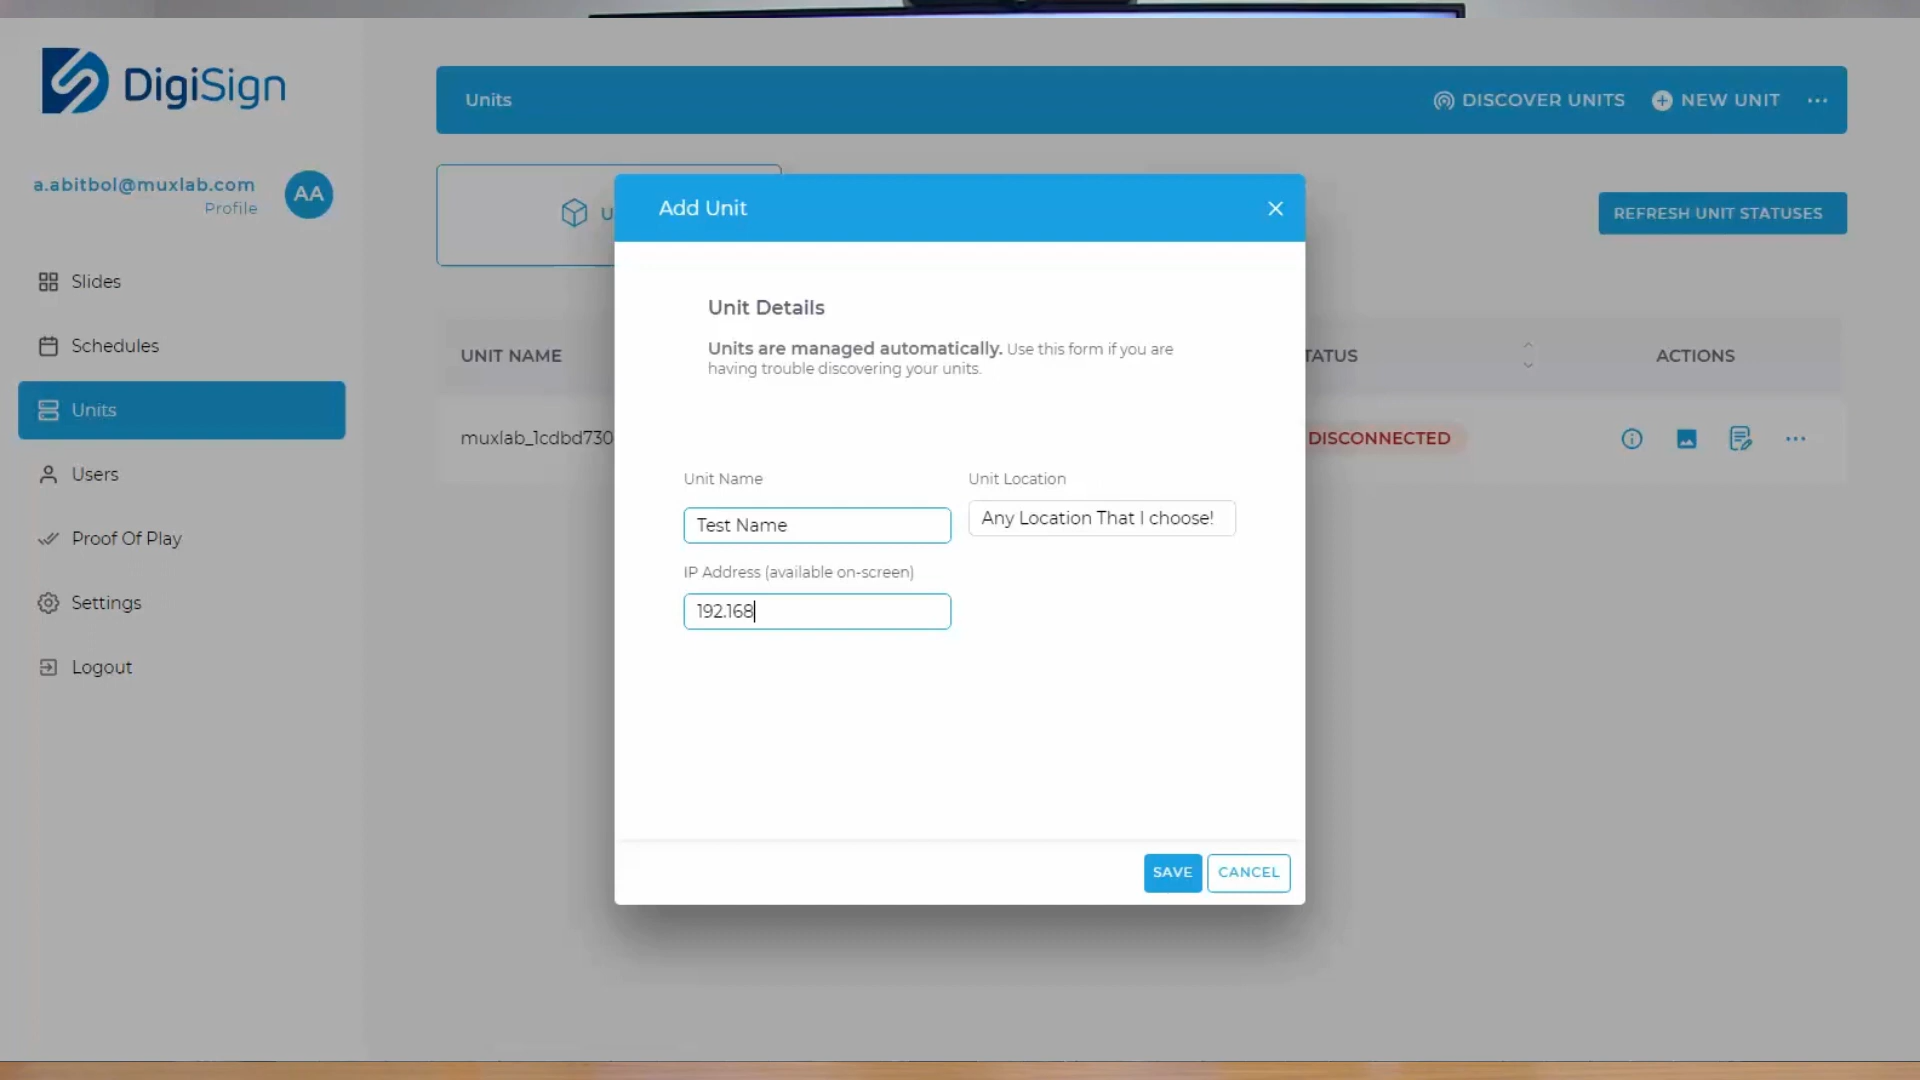 DigiSign
a.abitbol@muxlab.com
Profile
AA
Slides
Schedules
Units
Users
Proof Of Play
Settings
Logout
Units
DISCOVER UNITS
NEW UNIT
REFRESH UNIT STATUSES
UNIT NAME
ACTIONS
muxlab_1cdbd730
DISCONNECTED
Add Unit
Unit Details
Units are managed automatically. Use this form if you are
having trouble discovering your units.
Unit Name
Unit Location
Test Name
Any Location That I choose!
IP Address (available on-screen)
192.168
SAVE
CANCEL